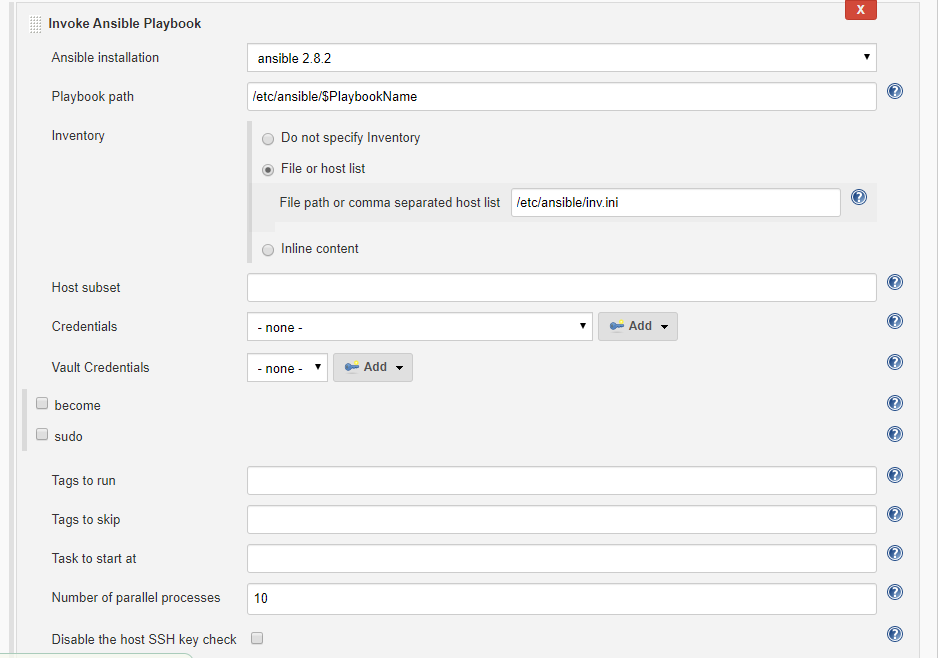 X
Invoke Ansible Playbook
Ansible installation
ansible 2.8.2
Playbook path
/etc/ansible/$PlaybookName
Inventory
Do not specify Inventory
File or host list
File path or comma separated host list
/etc/ansible/inv.ini
Inline content
Host subset
Credentials
- none -
Add
Vault Credentials
- none -
Add
become
sudo
Tags to run
Tags to skip
Task to start at
Number of parallel processes
10
Disable the host SSH key check